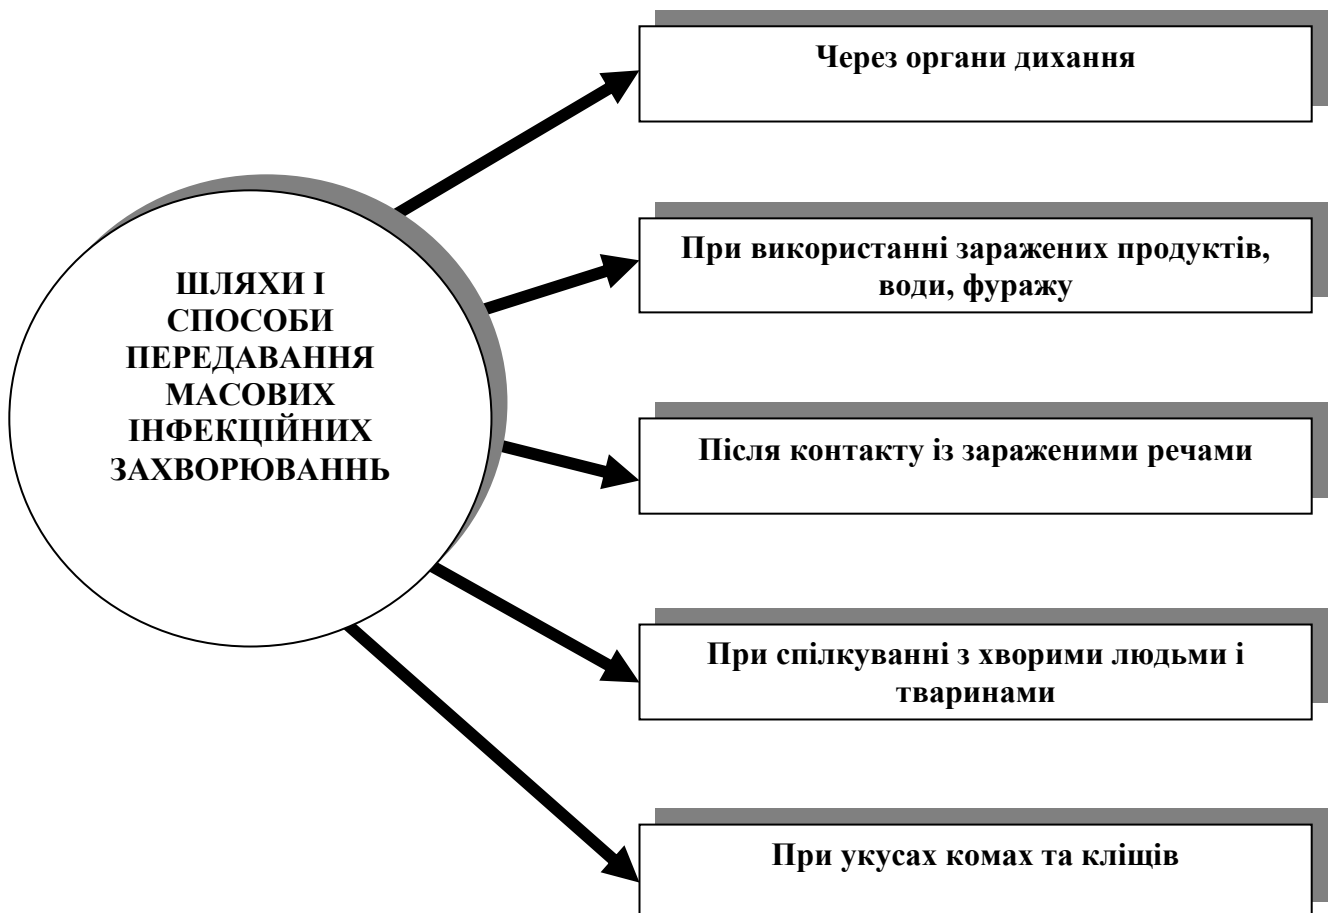 ШЛЯХИ І
СПОСОБИ
ПЕРЕДАВАННЯ
МАСОВИХ
ІНФЕКЦІЙНИХ
ЗАХВОРЮВАННЬ
Через органи дихання
При використанні заражених продуктів,
води, фуражу
Після контакту із зараженими речами
При спілкуванні з хворими людьми і
тваринами
При укусах комах та кліщів